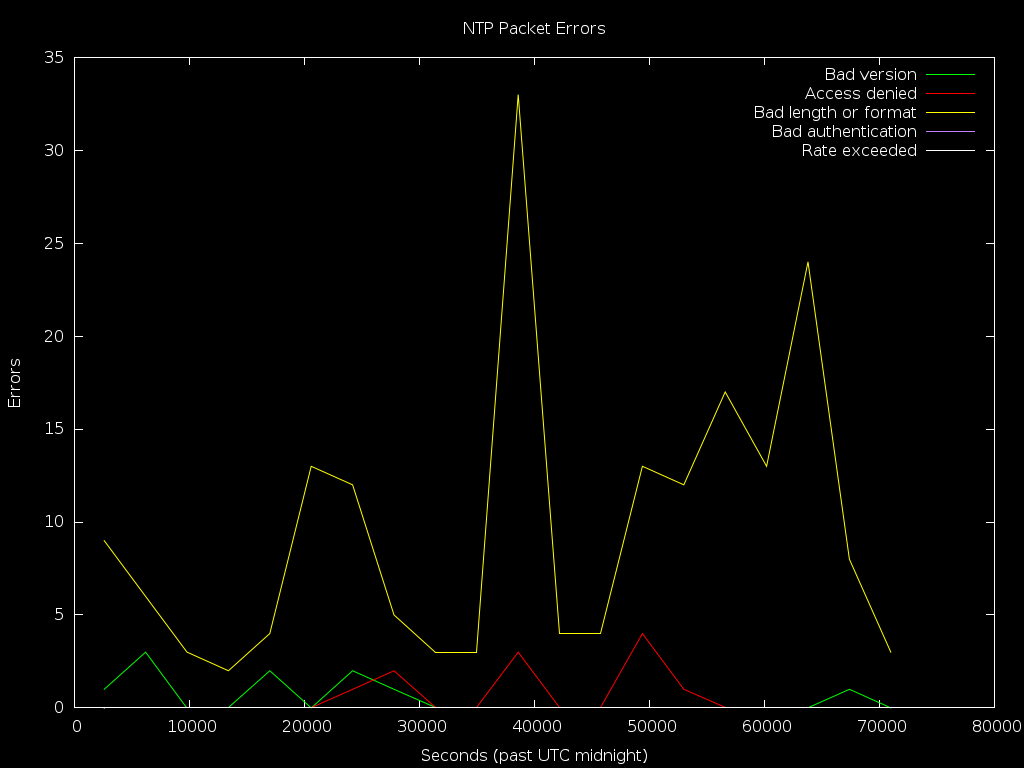 NTP Packet Errors
35
30
25
20
15
10
5
0
Errors
Bad version
Access denied
Bad length or format
Bad authentication
Rate exceeded
0 10000 20000 30000 40000 50000 60000 70000 80000
Seconds (past UTC midnight)